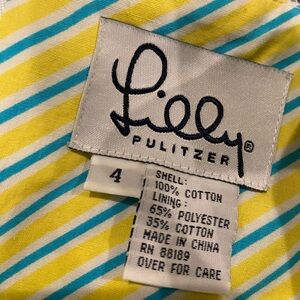 Lilly®
PULITZER
4
SHELL:
100% COTTON
LINING:
65% POLYESTER
35% COTTON
MADE IN CHINA
RN 88189
OVER FOR CARE